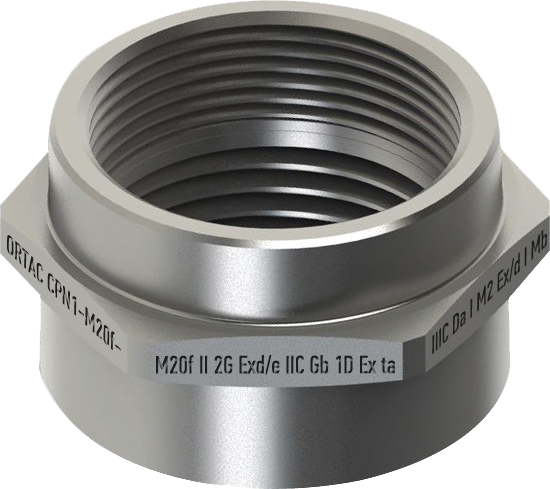 ORTAC CPN1-M20f-
M20f II 2G Exd/e IIC Gb 1D Ex ta
IIIC Da I M2 Ex/d I Mb